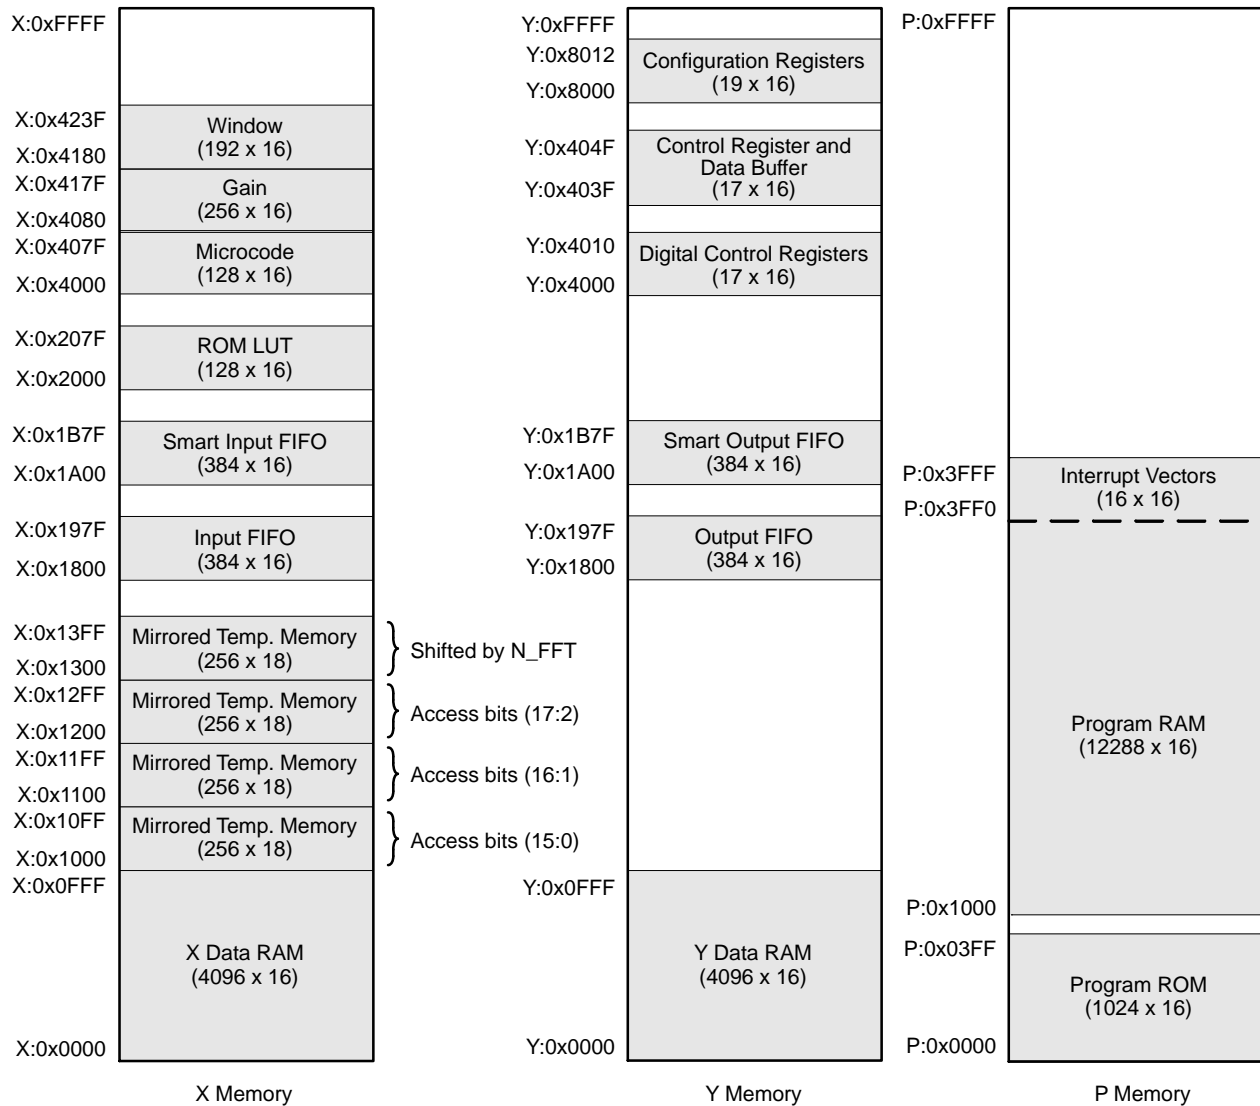 X:0xFFFF
X:0x423F
Window
(192 x 16)
X:0x4180
X:0x417F
Gain
(256 x 16)
X:0x4080
X:0x407F
Microcode
(128 x 16)
X:0x4000
X:0x207F
ROM LUT
(128 x 16)
X:0x2000
X:0x1B7F
Smart Input FIFO
(384 x 16)
X:0x1A00
X:0x197F
Input FIFO
(384 x 16)
X:0x1800
X:0x13FF
Mirrored Temp. Memory
(256 x 18)
Shifted by N_FFT
X:0x1300
X:0x12FF
Mirrored Temp. Memory
(256 x 18)
Access bits (17:2)
X:0x1200
X:0x11FF
Mirrored Temp. Memory
(256 x 18)
Access bits (16:1)
X:0x1100
X:0x10FF
Mirrored Temp. Memory
(256 x 18)
Access bits (15:0)
X:0x1000
X:0x0FFF
X Data RAM
(4096 x 16)
X:0x0000
X Memory
Y:0xFFFF
Y:0x8012
Configuration Registers
(19 x 16)
Y:0x8000
Y:0x404F
Control Register and
Data Buffer
(17 x 16)
Y:0x403F
Y:0x4010
Digital Control Registers
(17 x 16)
Y:0x4000
Y:0x1B7F
Smart Output FIFO
(384 x 16)
Y:0x1A00
Y:0x197F
Output FIFO
(384 x 16)
Y:0x1800
Y:0x0FFF
Y Data RAM
(4096 x 16)
Y:0x0000
Y Memory
P:0xFFFF
P:0x3FFF
Interrupt Vectors
(16 x 16)
P:0x3FF0
Program RAM
(12288 x 16)
P:0x1000
P:0x03FF
Program ROM
(1024 x 16)
P:0x0000
P Memory